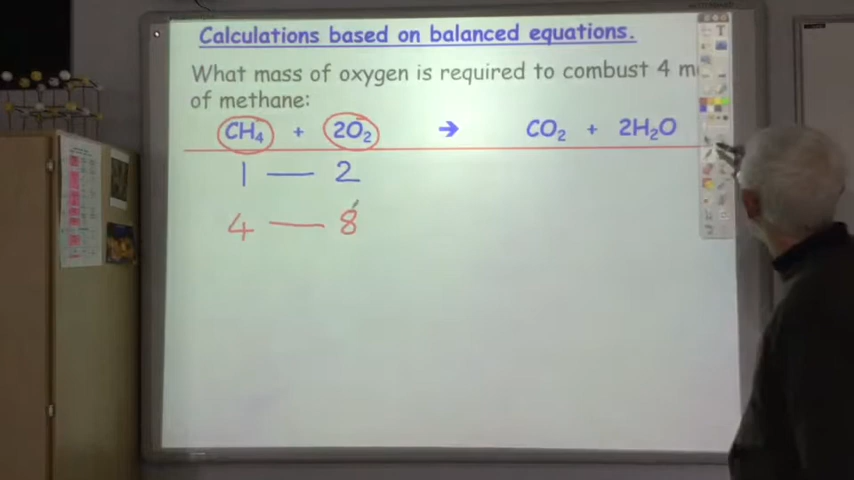 Calculations based on balanced equations.
What mass of oxygen is required to combust 4
of methane:
CH₄ + 2O₂ → CO₂ + 2H₂O
1 — 2
4 — 8